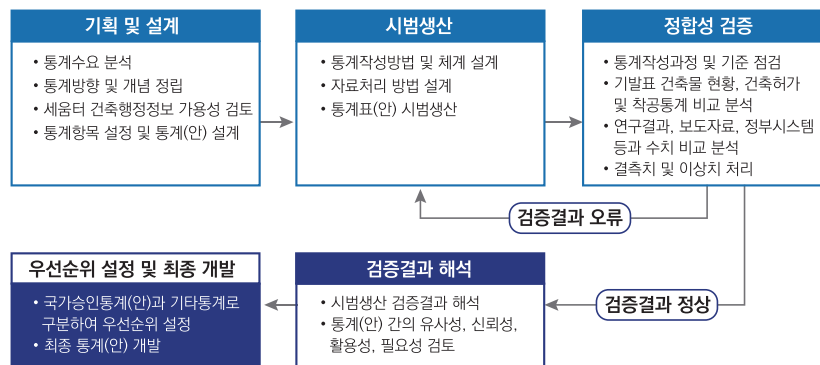 기획 및 설계
• 통계수요 분석
• 통계방향 및 개념 정립
• 세움터 건축행정정보 가용성 검토
• 통계항목 설정 및 통계(안) 설계
시범생산
• 통계작성방법 및 체계 설계
• 자료처리 방법 설계
• 통계표(안) 시범생산
정합성 검증
• 통계작성과정 및 기준 점검
• 기발표 건축물 현황, 건축허가
및 착공통계 비교 분석
• 연구결과, 보도자료, 정부시스템
등과 수치 비교 분석
• 결측치 및 이상치 처리
검증결과 오류
검증결과 정상
검증결과 해석
• 시범생산 검증결과 해석
• 통계(안) 간의 유사성, 신뢰성,
활용성, 필요성 검토
우선순위 설정 및 최종 개발
• 국가승인통계(안)과 기타통계로
구분하여 우선순위 설정
• 최종 통계(안) 개발